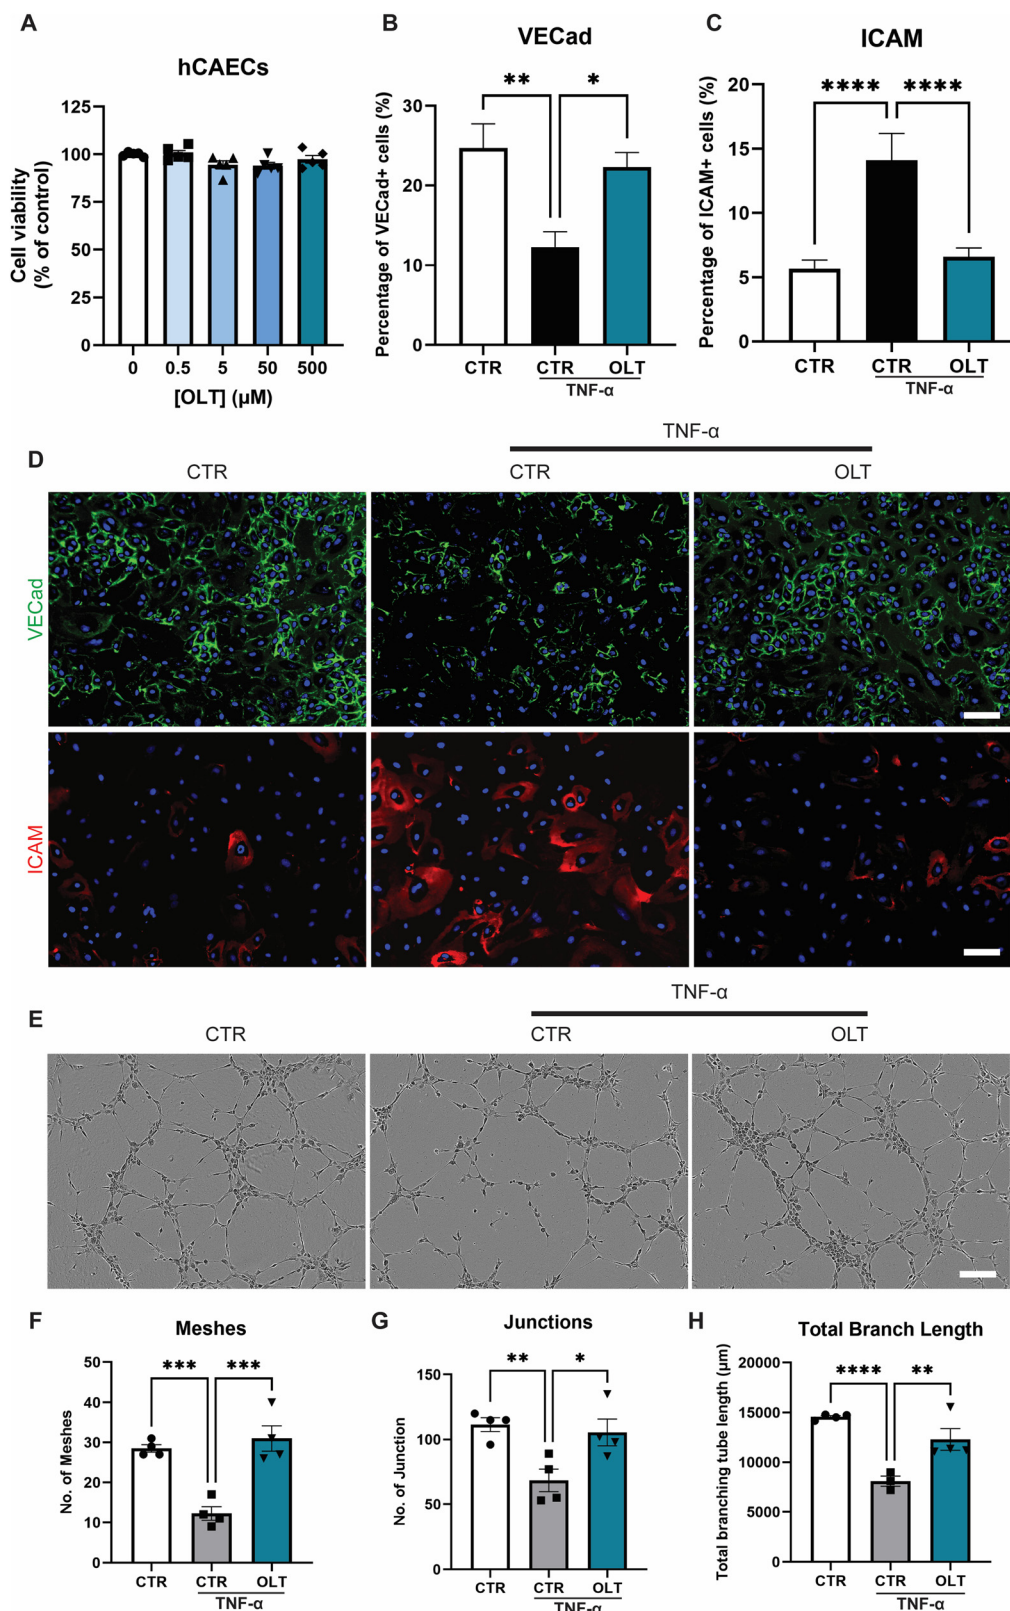 A
hCAECs
Cell viability
(% of control)
125
100
75
50
25
0
0 0.5 5 50 500
[OLT] (µM)
B
VECad
** *
Percentage of VECad+ cells (%)
30
20
10
0
CTR CTR OLT
TNF-α
C
ICAM
**** ****
Percentage of ICAM+ cells (%)
20
15
10
5
0
CTR CTR OLT
TNF-α
D
TNF-α
CTR CTR OLT
VECad
ICAM
E
TNF-α
CTR CTR OLT
F
Meshes
*** ***
No. of Meshes
50
40
30
20
10
0
CTR CTR OLT
TNF-α
G
Junctions
** *
No. of Junction
150
100
50
0
CTR CTR OLT
TNF-α
H
Total Branch Length
**** **
Total branching tube length (µm)
20000
15000
10000
5000
0
CTR CTR OLT
TNF-α